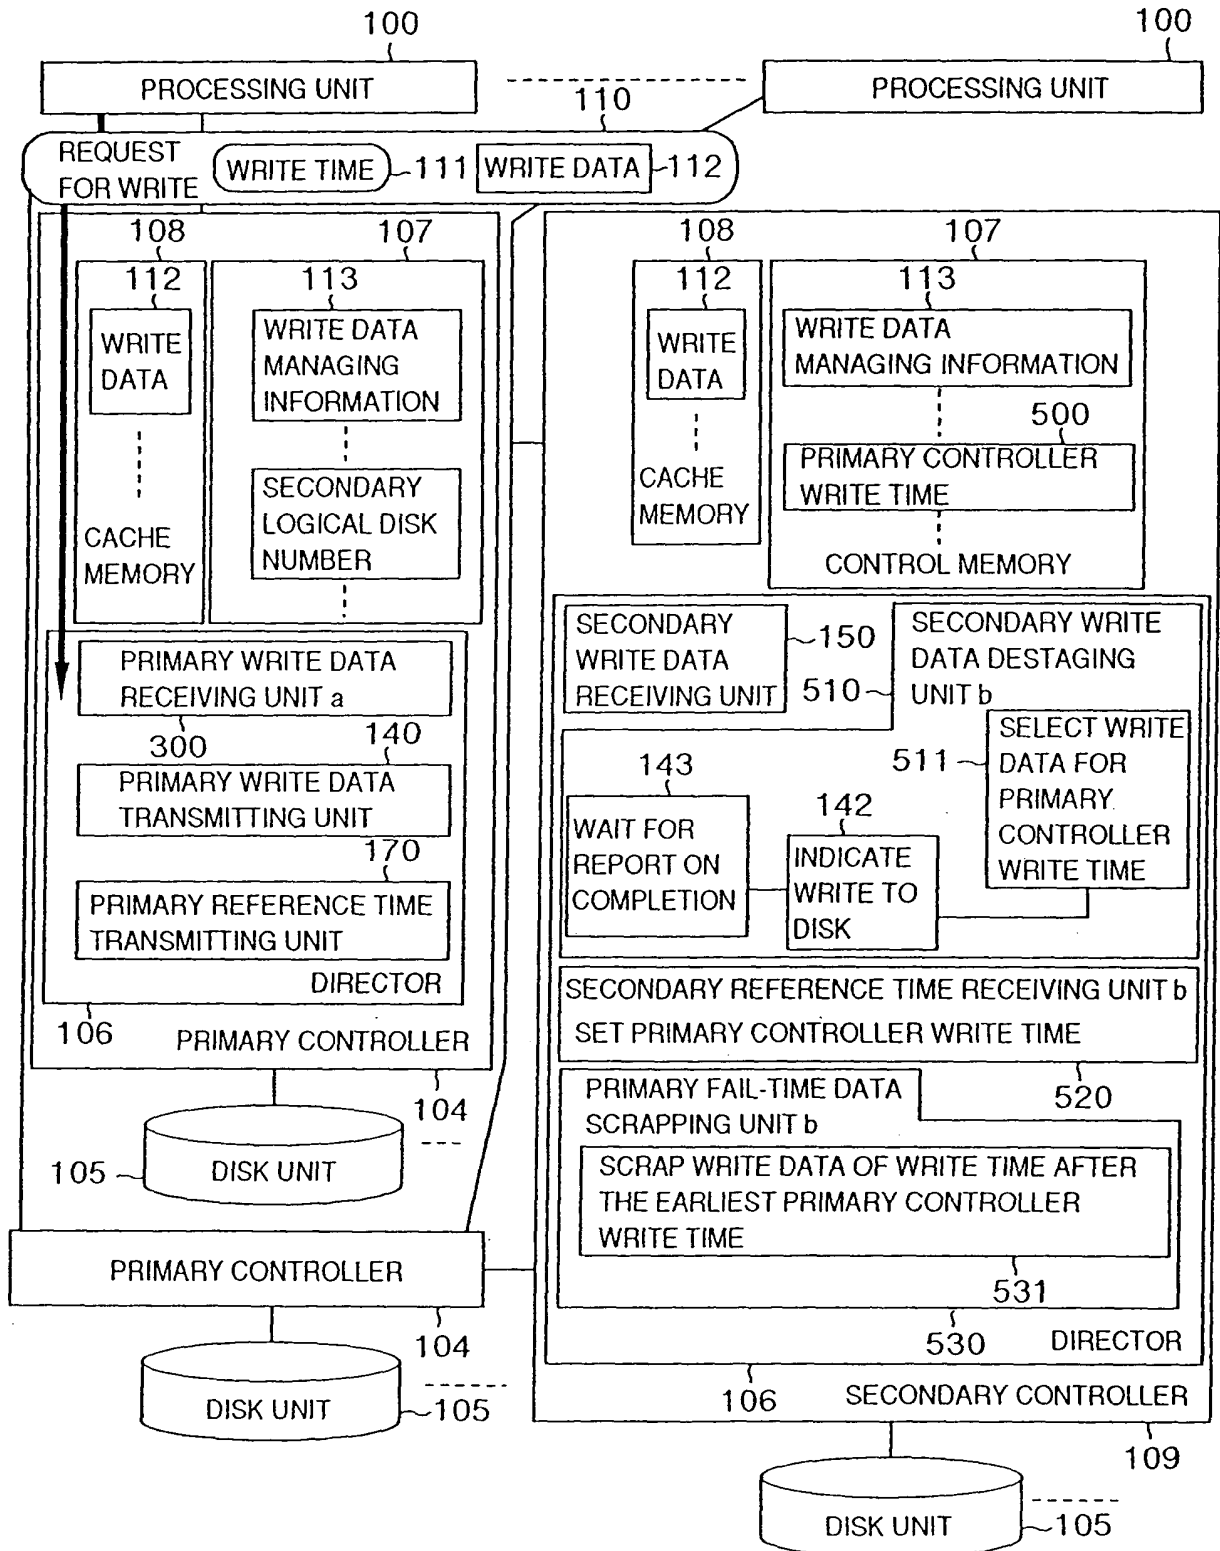 100
100
PROCESSING UNIT
PROCESSING UNIT
110
REQUEST
FOR WRITE
WRITE TIME
111
WRITE DATA
112
108
107
112
113
WRITE
DATA
WRITE DATA
MANAGING
INFORMATION
SECONDARY
LOGICAL DISK
NUMBER
CACHE
MEMORY
PRIMARY WRITE DATA
RECEIVING UNIT a
300
140
PRIMARY WRITE DATA
TRANSMITTING UNIT
170
PRIMARY REFERENCE TIME
TRANSMITTING UNIT
DIRECTOR
106
PRIMARY CONTROLLER
104
105
DISK UNIT
PRIMARY CONTROLLER
104
DISK UNIT
105
108
107
112
113
WRITE
DATA
WRITE DATA
MANAGING INFORMATION
500
PRIMARY CONTROLLER
WRITE TIME
CACHE
MEMORY
CONTROL MEMORY
SECONDARY
WRITE DATA
RECEIVING UNIT
150
510
SECONDARY WRITE
DATA DESTAGING
UNIT b
511
SELECT WRITE
DATA FOR
PRIMARY
CONTROLLER
WRITE TIME
143
WAIT FOR
REPORT ON
COMPLETION
142
INDICATE
WRITE TO
DISK
SECONDARY REFERENCE TIME RECEIVING UNIT b
SET PRIMARY CONTROLLER WRITE TIME
520
PRIMARY FAIL-TIME DATA
SCRAPPING UNIT b
SCRAP WRITE DATA OF WRITE TIME AFTER
THE EARLIEST PRIMARY CONTROLLER
WRITE TIME
531
530
DIRECTOR
106
SECONDARY CONTROLLER
109
DISK UNIT
105